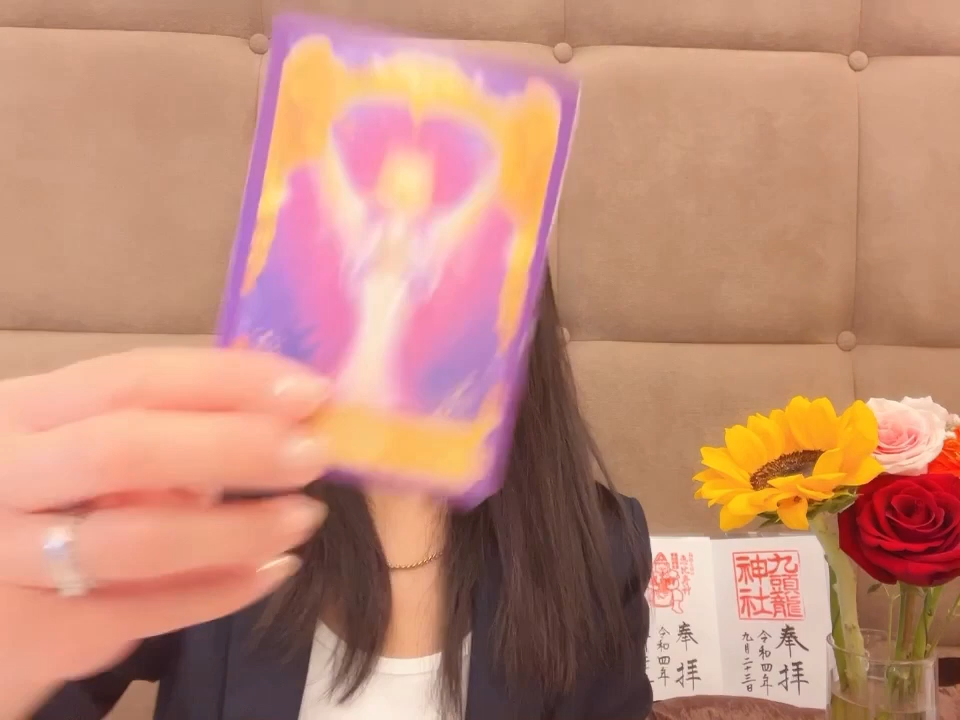 九頭龍
神社
奉拝
令和四年
九月二十三日
奉拝
令和四年